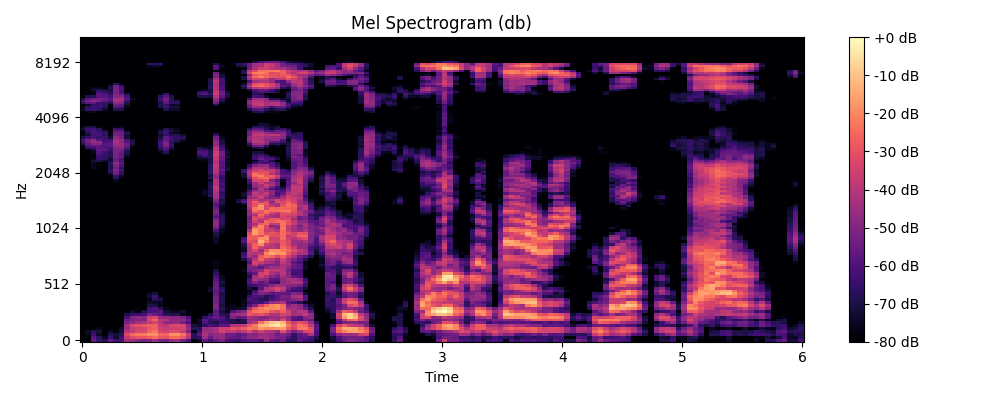 Mel Spectrogram (db)
8192
4096
2048
1024
512
0
Hz
0 1 2 3 4 5 6
Time
+0 dB
-10 dB
-20 dB
-30 dB
-40 dB
-50 dB
-60 dB
-70 dB
-80 dB